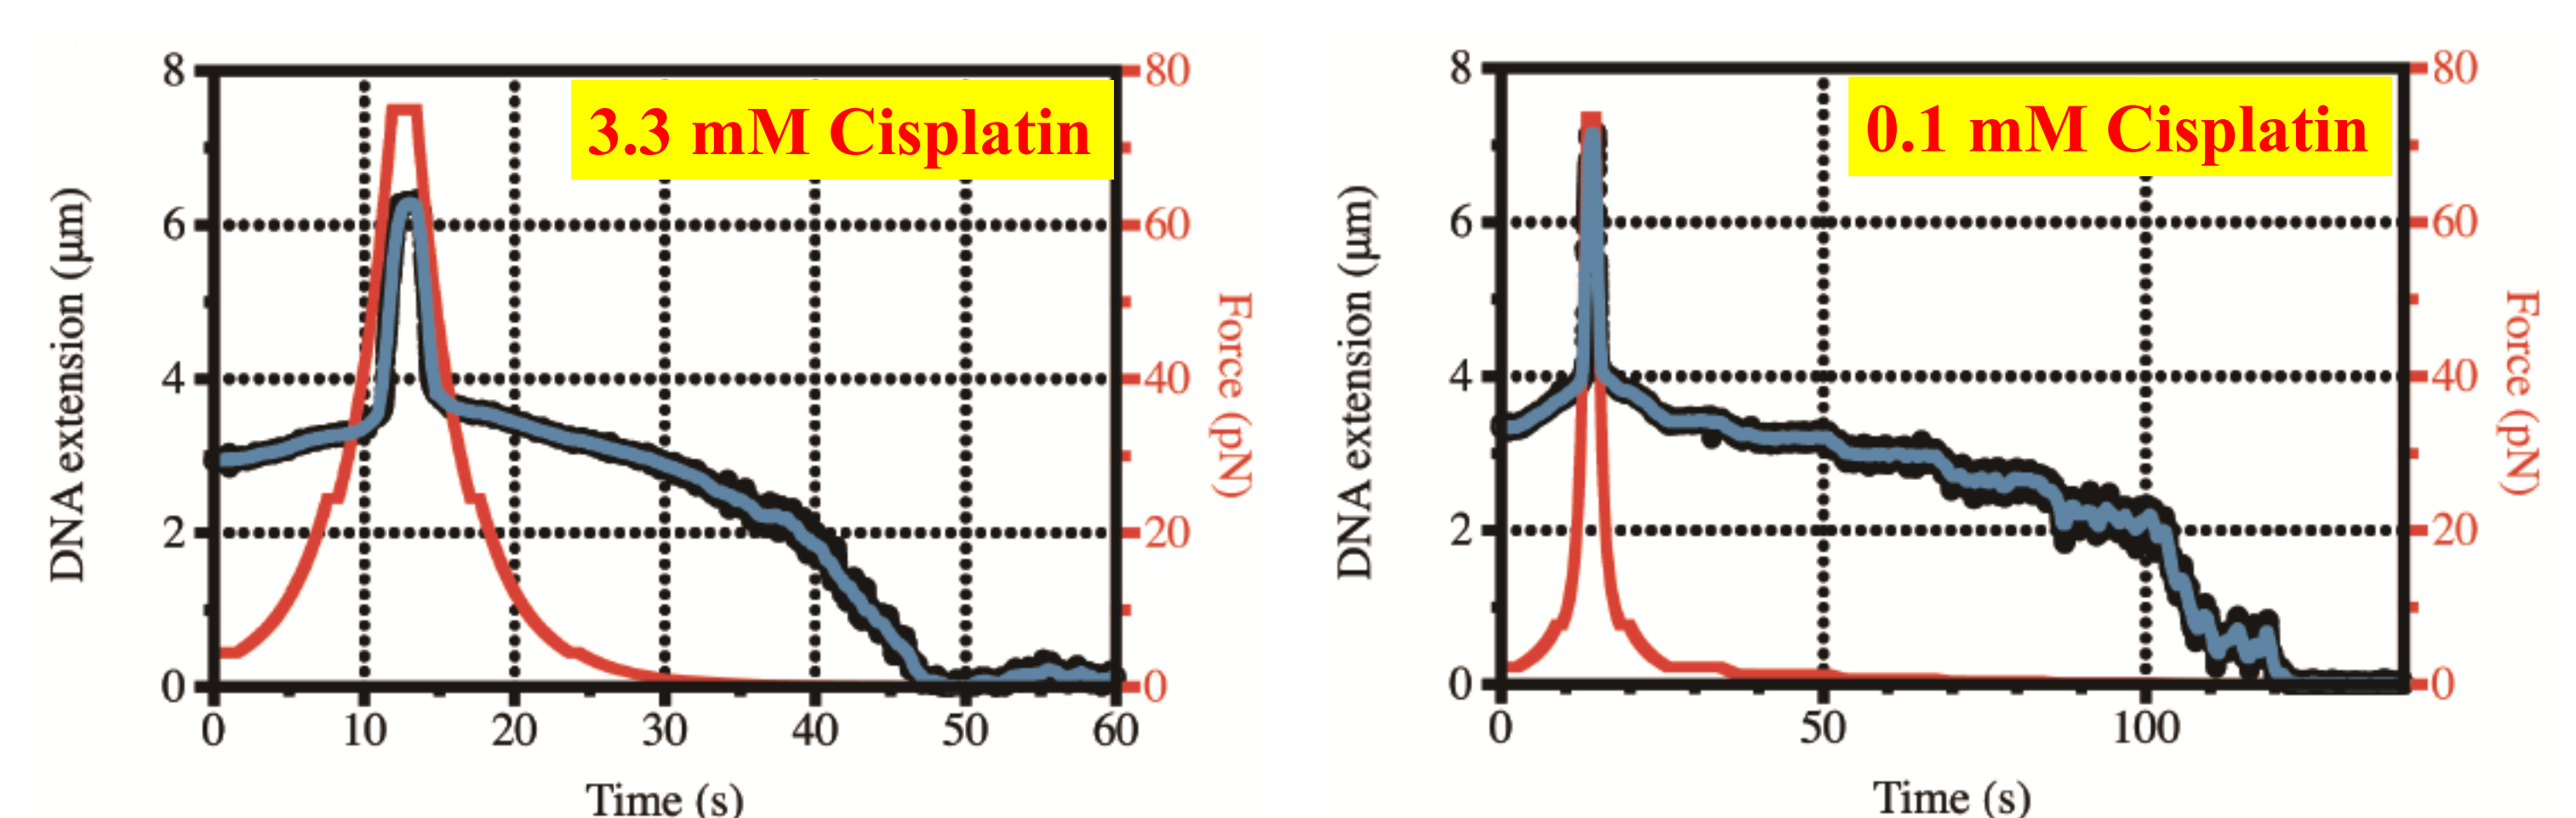 3.3 mM Cisplatin
DNA extension (μm)
8
6
4
2
0
80
60
40
20
0
Force (pN)
0 10 20 30 40 50 60
Time (s)
0.1 mM Cisplatin
DNA extension (μm)
8
6
4
2
0
80
60
40
20
0
Force (pN)
0 50 100
Time (s)